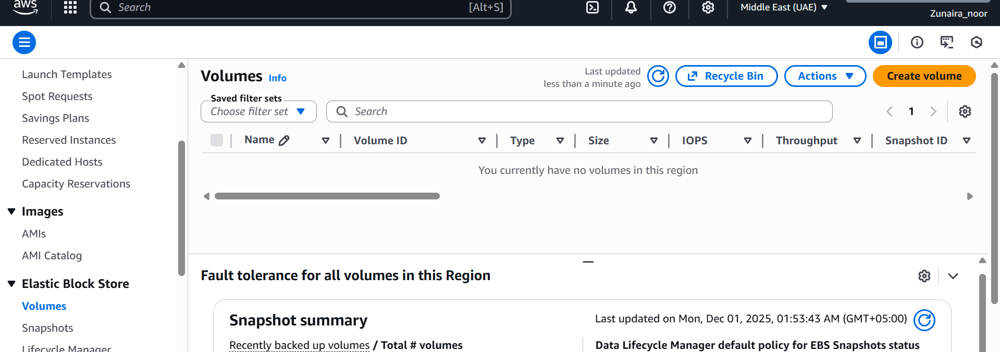 aws
Search [Alt+S]
Middle East (UAE)
Zunaira_noor
Launch Templates
Spot Requests
Savings Plans
Reserved Instances
Dedicated Hosts
Capacity Reservations
Images
AMIs
AMI Catalog
Elastic Block Store
Volumes
Snapshots
Lifecycle Manager
Volumes Info
Last updated
less than a minute ago
Recycle Bin
Actions
Create volume
Saved filter sets
Choose filter set
Search
1
Name Volume ID Type Size IOPS Throughput Snapshot ID
You currently have no volumes in this region
Fault tolerance for all volumes in this Region
Snapshot summary
Last updated on Mon, Dec 01, 2025, 01:53:43 AM (GMT+05:00)
Recently backed up volumes / Total # volumes
Data Lifecycle Manager default policy for EBS Snapshots status